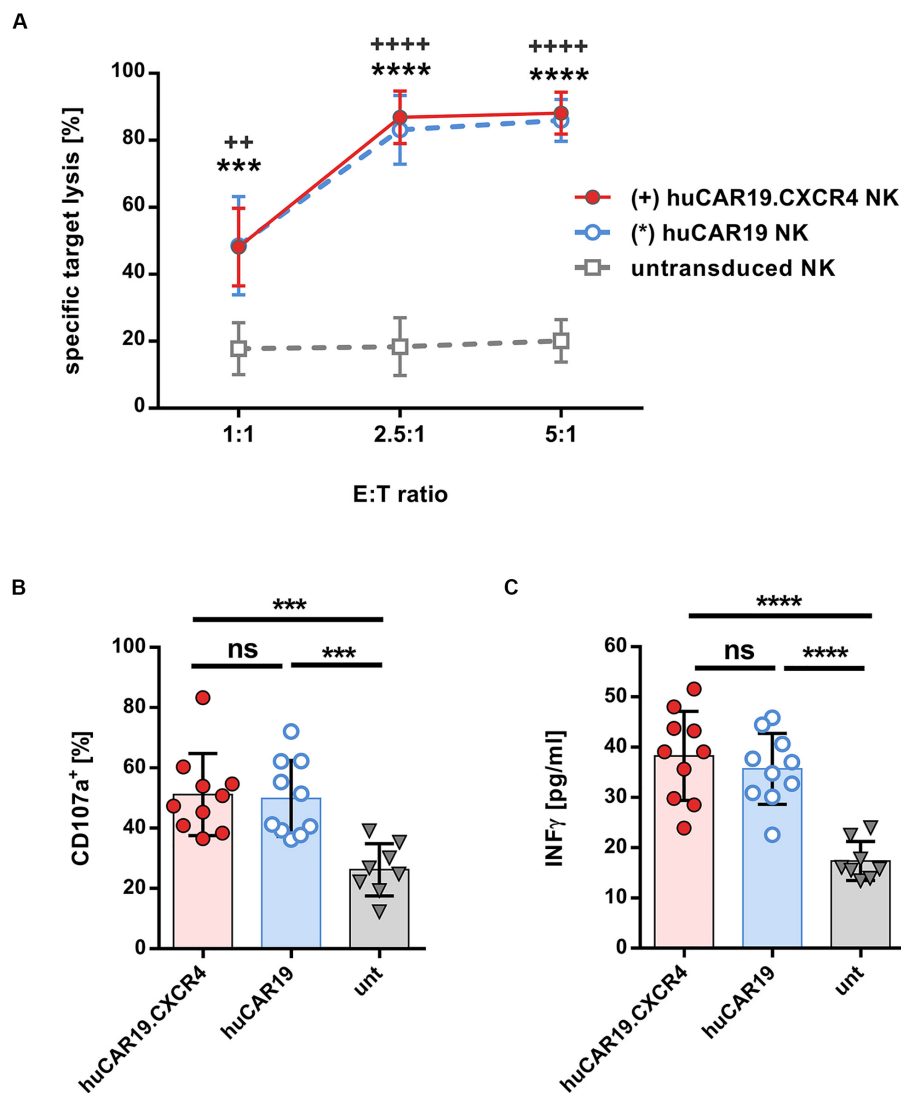 A
++++
++++
****
****
++
***
100
80
60
40
20
0
specific target lysis [%]
1:1
2.5:1
5:1
E:T ratio
(+) huCAR19.CXCR4 NK
(*) huCAR19 NK
untransduced NK
B
***
ns
***
100
80
60
40
20
0
CD107a⁺ [%]
huCAR19.CXCR4
huCAR19
unt
C
****
ns
****
60
50
40
30
20
10
0
INFγ [pg/ml]
huCAR19.CXCR4
huCAR19
unt